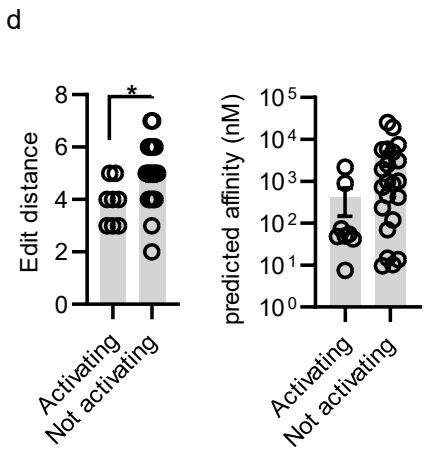 d
*
Edit distance
8
6
4
2
0
Activating
Not activating
predicted affinity (nM)
10⁵
10⁴
10³
10²
10¹
10⁰
Activating
Not activating